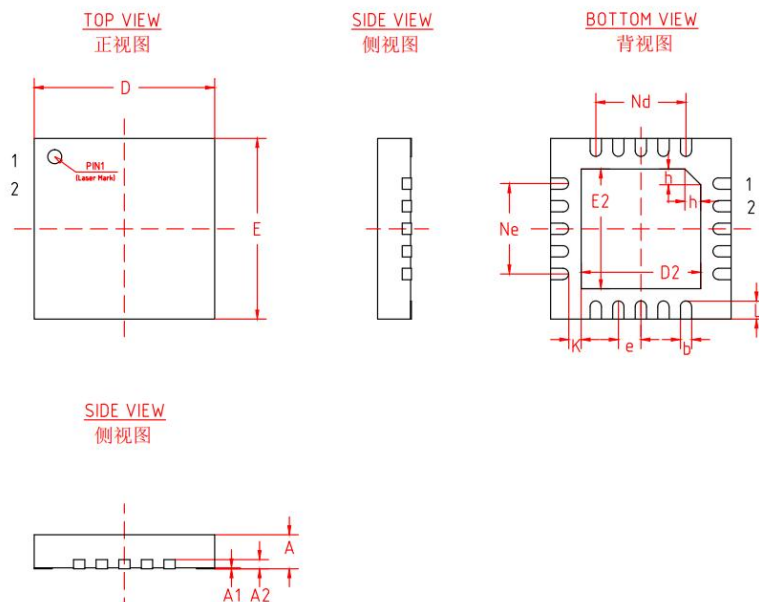 TOP VIEW
正视图
SIDE VIEW
侧视图
BOTTOM VIEW
背视图
D
Nd
1
2
PIN1
(Laser Mark)
E
h
h
1
2
E2
Ne
D2
L
K
e
b
SIDE VIEW
侧视图
A
A1
A2